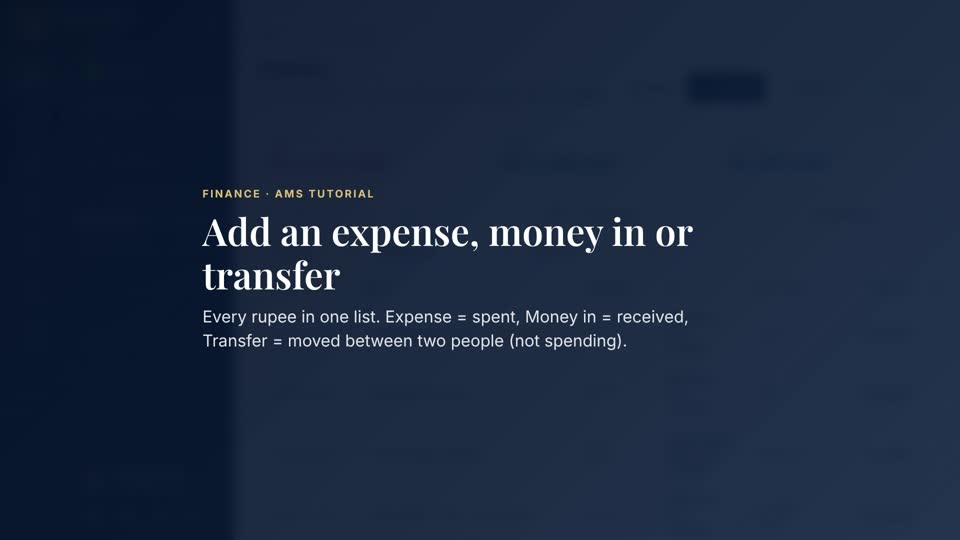 FINANCE · AMS TUTORIAL
Add an expense, money in or
transfer
Every rupee in one list. Expense = spent, Money in = received,
Transfer = moved between two people (not spending).